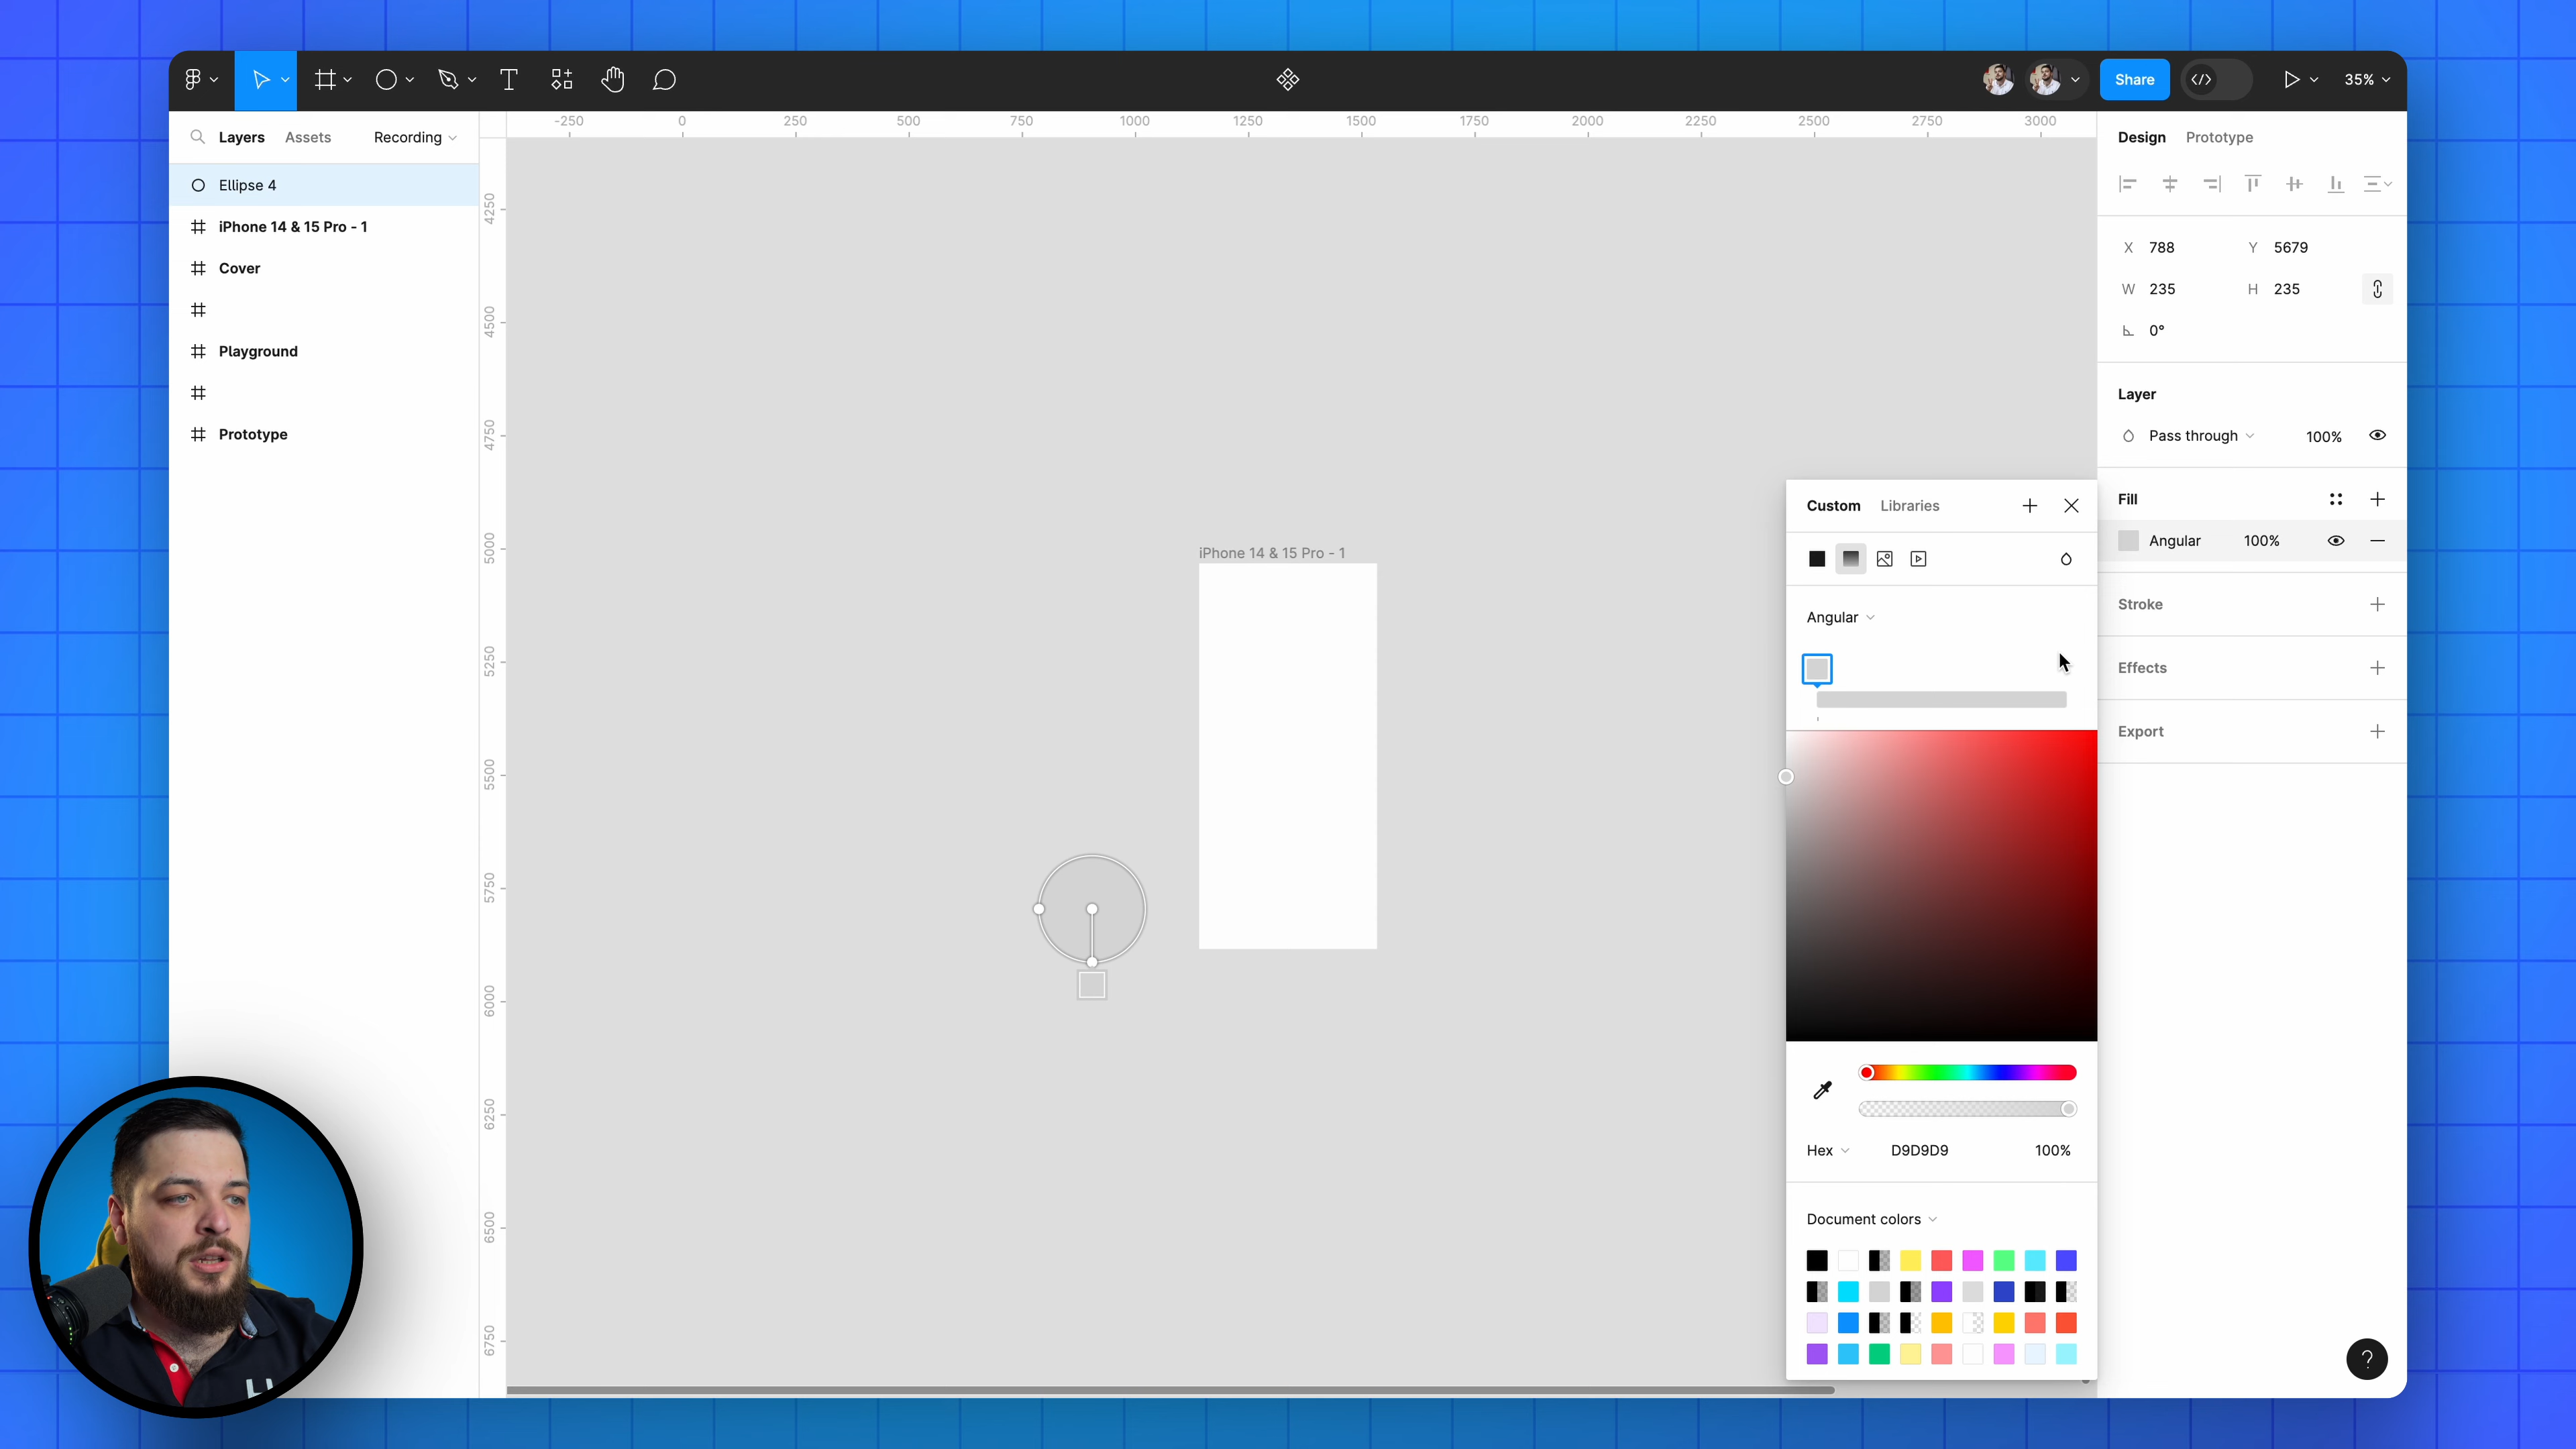 Share
35%
Layers
Assets
Recording
-250
0
250
500
750
1000
1250
1500
1750
2000
2250
2500
2750
3000
Design
Prototype
Ellipse 4
iPhone 14 & 15 Pro - 1
Cover
Playground
Prototype
4250
4500
4750
5000
5250
5500
5750
6000
6250
6500
6750
iPhone 14 & 15 Pro - 1
X 788
Y 5679
W 235
H 235
0°
Layer
Pass through
100%
Fill
Angular
100%
Stroke
Effects
Export
Custom
Libraries
Angular
Hex
D9D9D9
100%
Document colors
?